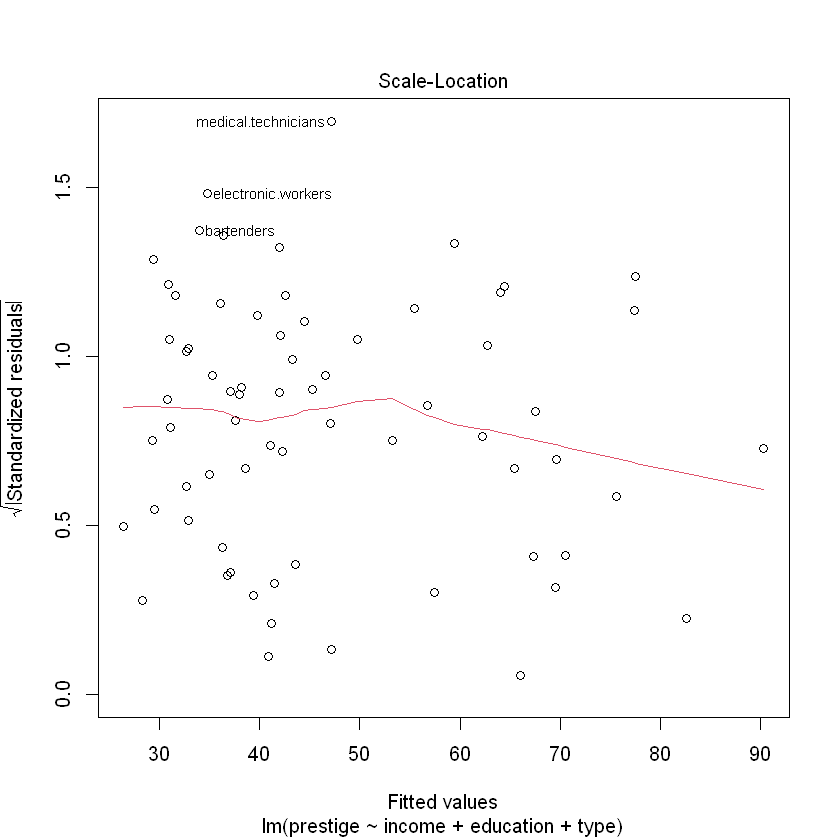 Scale-Location
medical.technicians
electronic.workers
bartenders
√|Standardized residuals|
1.5
1.0
0.5
0.0
30 40 50 60 70 80 90
Fitted values
lm(prestige ~ income + education + type)